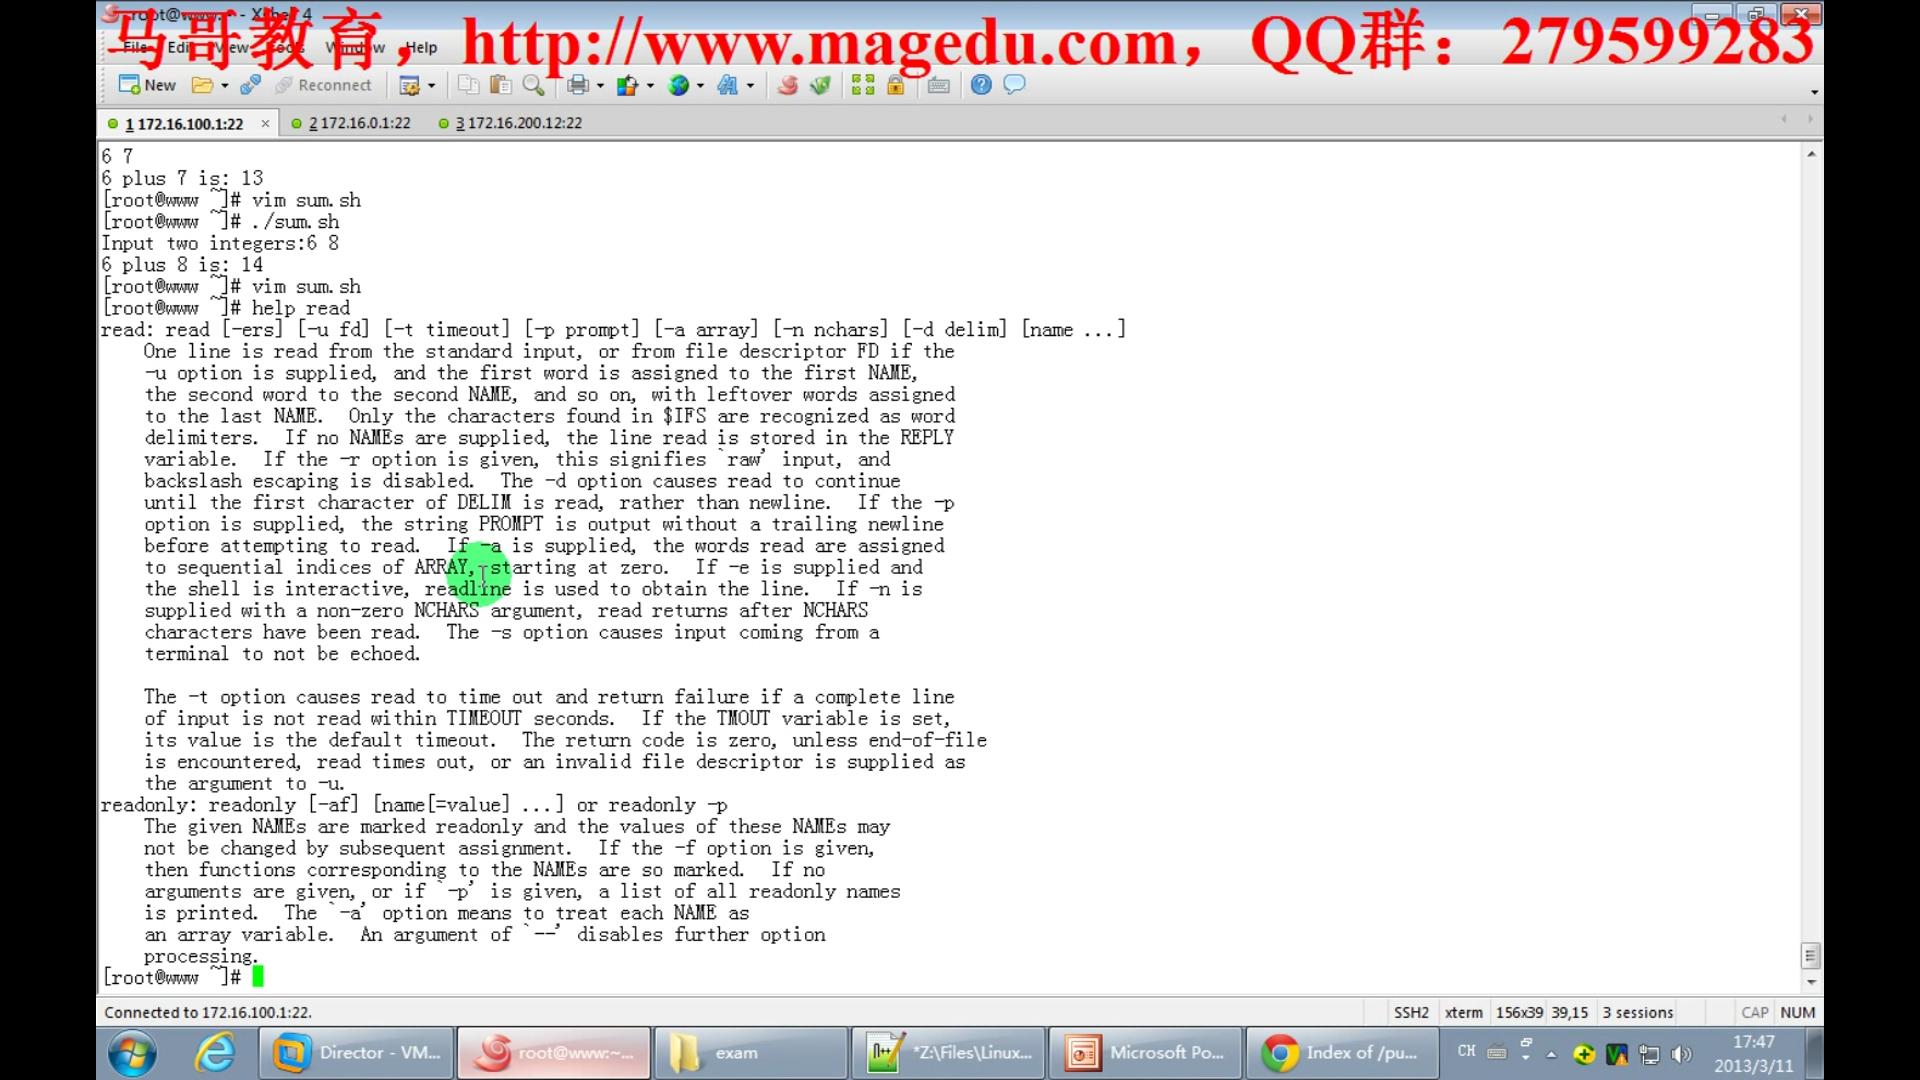 root@www:~ - Xshell 4
马哥教育，http://www.magedu.com，QQ群：279599283
File Edit View Tools Window Help
New Reconnect
1 172.16.100.1:22 × 2 172.16.0.1:22 3 172.16.200.12:22
6 7
6 plus 7 is: 13
[root@www ~]# vim sum.sh
[root@www ~]# ./sum.sh
Input two integers:6 8
6 plus 8 is: 14
[root@www ~]# vim sum.sh
[root@www ~]# help read
read: read [-ers] [-u fd] [-t timeout] [-p prompt] [-a array] [-n nchars] [-d delim] [name ...]
One line is read from the standard input, or from file descriptor FD if the
-u option is supplied, and the first word is assigned to the first NAME,
the second word to the second NAME, and so on, with leftover words assigned
to the last NAME.  Only the characters found in $IFS are recognized as word
delimiters.  If no NAMEs are supplied, the line read is stored in the REPLY
variable.  If the -r option is given, this signifies `raw' input, and
backslash escaping is disabled.  The -d option causes read to continue
until the first character of DELIM is read, rather than newline.  If the -p
option is supplied, the string PROMPT is output without a trailing newline
before attempting to read.  If -a is supplied, the words read are assigned
to sequential indices of ARRAY, starting at zero.  If -e is supplied and
the shell is interactive, readline is used to obtain the line.  If -n is
supplied with a non-zero NCHARS argument, read returns after NCHARS
characters have been read.  The -s option causes input coming from a
terminal to not be echoed.
The -t option causes read to time out and return failure if a complete line
of input is not read within TIMEOUT seconds.  If the TMOUT variable is set,
its value is the default timeout.  The return code is zero, unless end-of-file
is encountered, read times out, or an invalid file descriptor is supplied as
the argument to -u.
readonly: readonly [-af] [name[=value] ...] or readonly -p
The given NAMEs are marked readonly and the values of these NAMEs may
not be changed by subsequent assignment.  If the -f option is given,
then functions corresponding to the NAMEs are so marked.  If no
arguments are given, or if `-p' is given, a list of all readonly names
is printed.  The `-a' option means to treat each NAME as
an array variable.  An argument of `--' disables further option
processing.
[root@www ~]#
Connected to 172.16.100.1:22. SSH2 xterm 156x39 39,15 3 sessions CAP NUM
Director - VM... root@www:~... exam *Z:\Files\Linux... Microsoft Po... Index of /pu... CH 17:47
2013/3/11